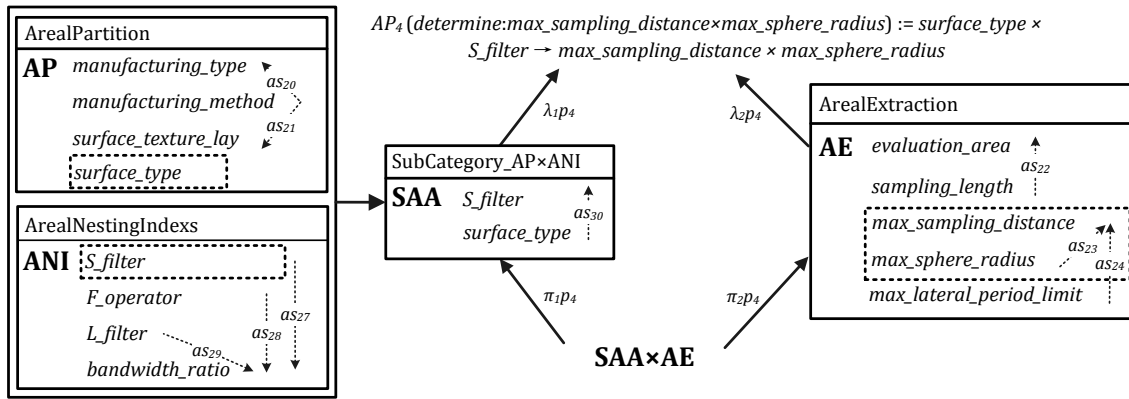 AP₄ (determine:max_sampling_distance×max_sphere_radius) := surface_type ×
S_filter → max_sampling_distance × max_sphere_radius
ArealPartition
AP
manufacturing_type
as₂₀
manufacturing_method
as₂₁
surface_texture_lay
surface_type
ArealNestingIndexs
ANI
S_filter
F_operator
as₂₇
as₂₈
L_filter
as₂₉
bandwidth_ratio
λ₁p₄
λ₂p₄
SubCategory_AP×ANI
SAA
S_filter
as₃₀
surface_type
π₁p₄
π₂p₄
SAA×AE
ArealExtraction
AE
evaluation_area
as₂₂
sampling_length
max_sampling_distance
as₂₃
as₂₄
max_sphere_radius
max_lateral_period_limit